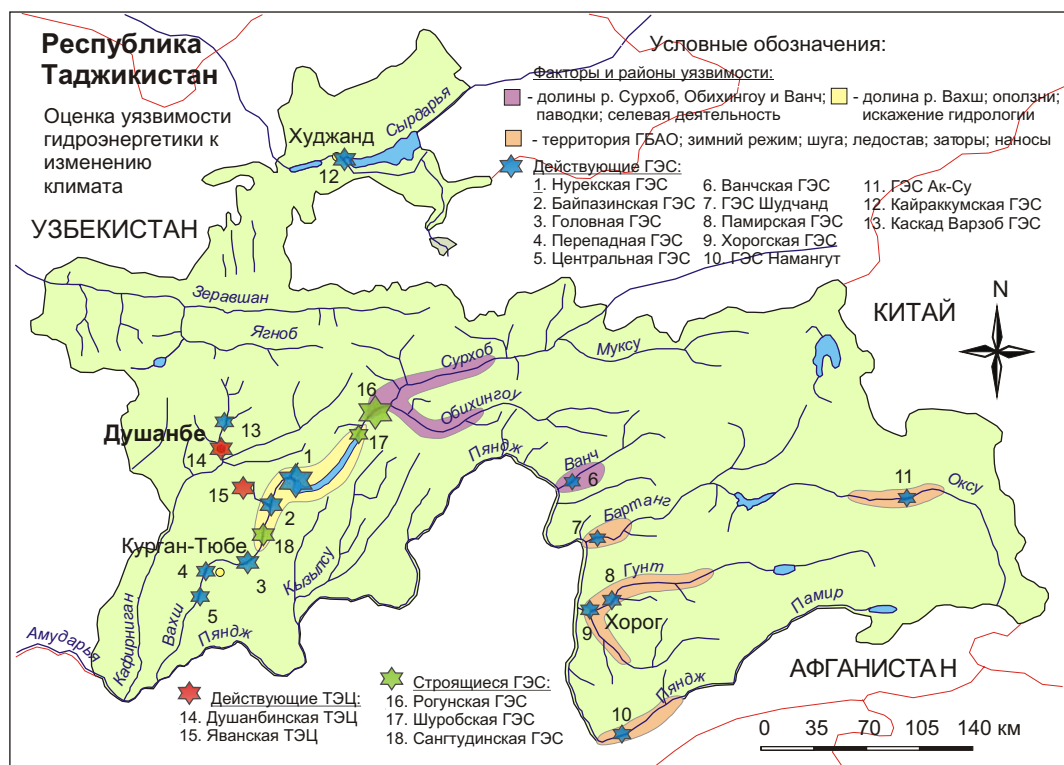 Республика
Таджикистан
Оценка уязвимости
гидроэнергетики к
изменению
климата
Условные обозначения:
Факторы и районы уязвимости:
- долины р. Сурхоб, Обихингоу и Ванч;
паводки; селевая деятельность
- долина р. Вахш; оползни;
искажение гидрологии
- территория ГБАО; зимний режим; шуга; ледостав; заторы; наносы
Действующие ГЭС:
1. Нурекская ГЭС
2. Байпазинская ГЭС
3. Головная ГЭС
4. Перепадная ГЭС
5. Центральная ГЭС
6. Ванчская ГЭС
7. ГЭС Шудчанд
8. Памирская ГЭС
9. Хорогская ГЭС
10. ГЭС Намангут
11. ГЭС Ак-Су
12. Кайраккумская ГЭС
13. Каскад Варзоб ГЭС
Худжанд
Сырдарья
12
УЗБЕКИСТАН
Зеравшан
Ягноб
КИТАЙ
N
Сурхоб
Муксу
16
Обихингоу
13
17
Душанбе
14
Пяндж
Ванч
6
1
15
11
Оксу
2
Бартанг
7
Курган-Тюбе
18
4
3
Кызылсу
8
Гунт
5
9
Хорог
Памир
Вахш
Пяндж
Кафирниган
Амударья
АФГАНИСТАН
Пяндж
10
Действующие ТЭЦ:
14. Душанбинская ТЭЦ
15. Яванская ТЭЦ
Строящиеся ГЭС:
16. Рогунская ГЭС
17. Шуробская ГЭС
18. Сангтудинская ГЭС
0 35 70 105 140 км